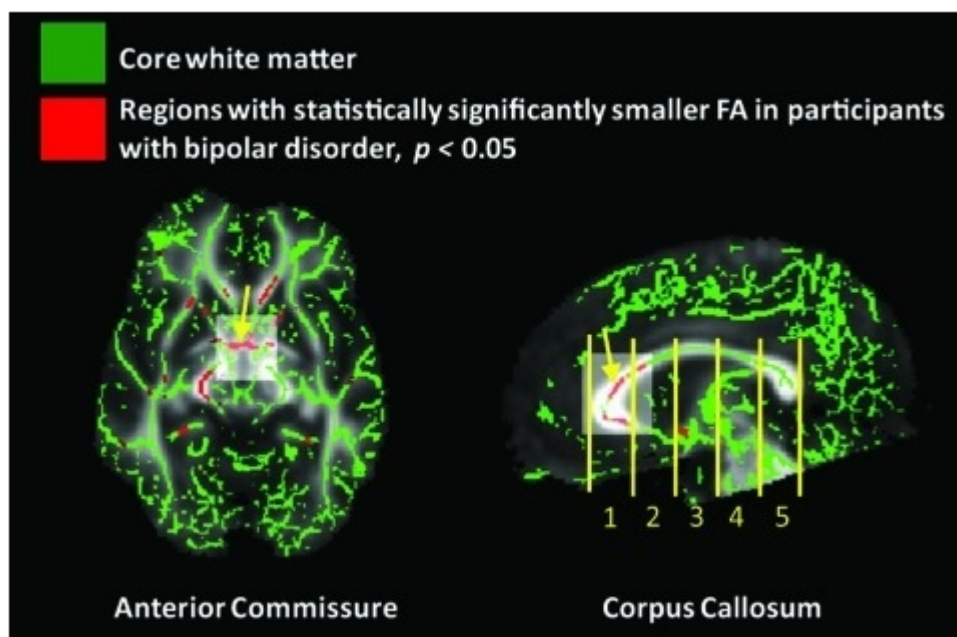 Core white matter
Regions with statistically significantly smaller FA in participants
with bipolar disorder, p < 0.05
1 2 3 4 5
Anterior Commissure
Corpus Callosum